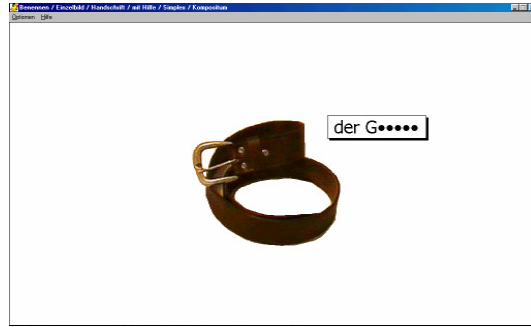 Benennen / Einzelbild / Handschrift / mit Hilfe / Simplex / Kompositum
Optionen Hilfe
der G●●●●●